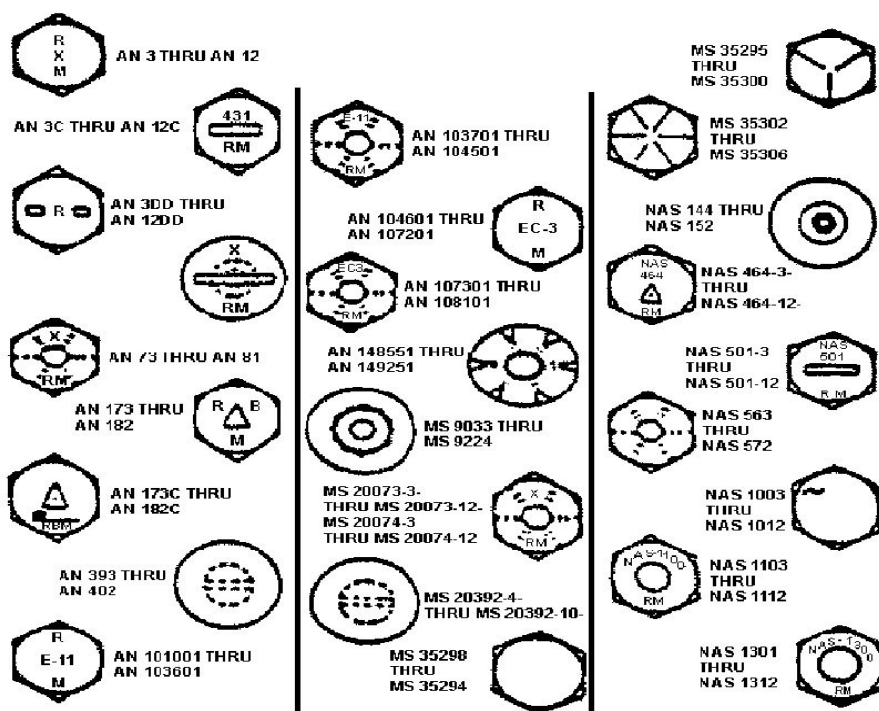 R
X
M
AN 3 THRU AN 12
AN 3C THRU AN 12C
431
RM
R
AN 3DD THRU
AN 12DD
X
RM
X
RM
AN 73 THRU AN 81
AN 173 THRU
AN 182
R B
M
RBM
AN 173C THRU
AN 182C
AN 393 THRU
AN 402
R
E-11
M
AN 101001 THRU
AN 103601
E-11
RM
AN 103701 THRU
AN 104501
AN 104601 THRU
AN 107201
R
EC-3
M
EC3
RM
AN 107301 THRU
AN 108101
AN 148551 THRU
AN 149251
MS 9033 THRU
MS 9224
MS 20073-3-
THRU MS 20073-12-
MS 20074-3
THRU MS 20074-12
X
RM
MS 20392-4-
THRU MS 20392-10-
MS 35298
THRU
MS 35294
MS 35295
THRU
MS 35300
MS 35302
THRU
MS 35306
NAS 144 THRU
NAS 152
NAS
464
RM
NAS 464-3-
THRU
NAS 464-12-
NAS 501-3
THRU
NAS 501-12
NAS
501
R M
NAS 563
THRU
NAS 572
NAS 1003
THRU
NAS 1012
NAS-1100
RM
NAS 1103
THRU
NAS 1112
NAS 1301
THRU
NAS 1312
NAS-1300
RM